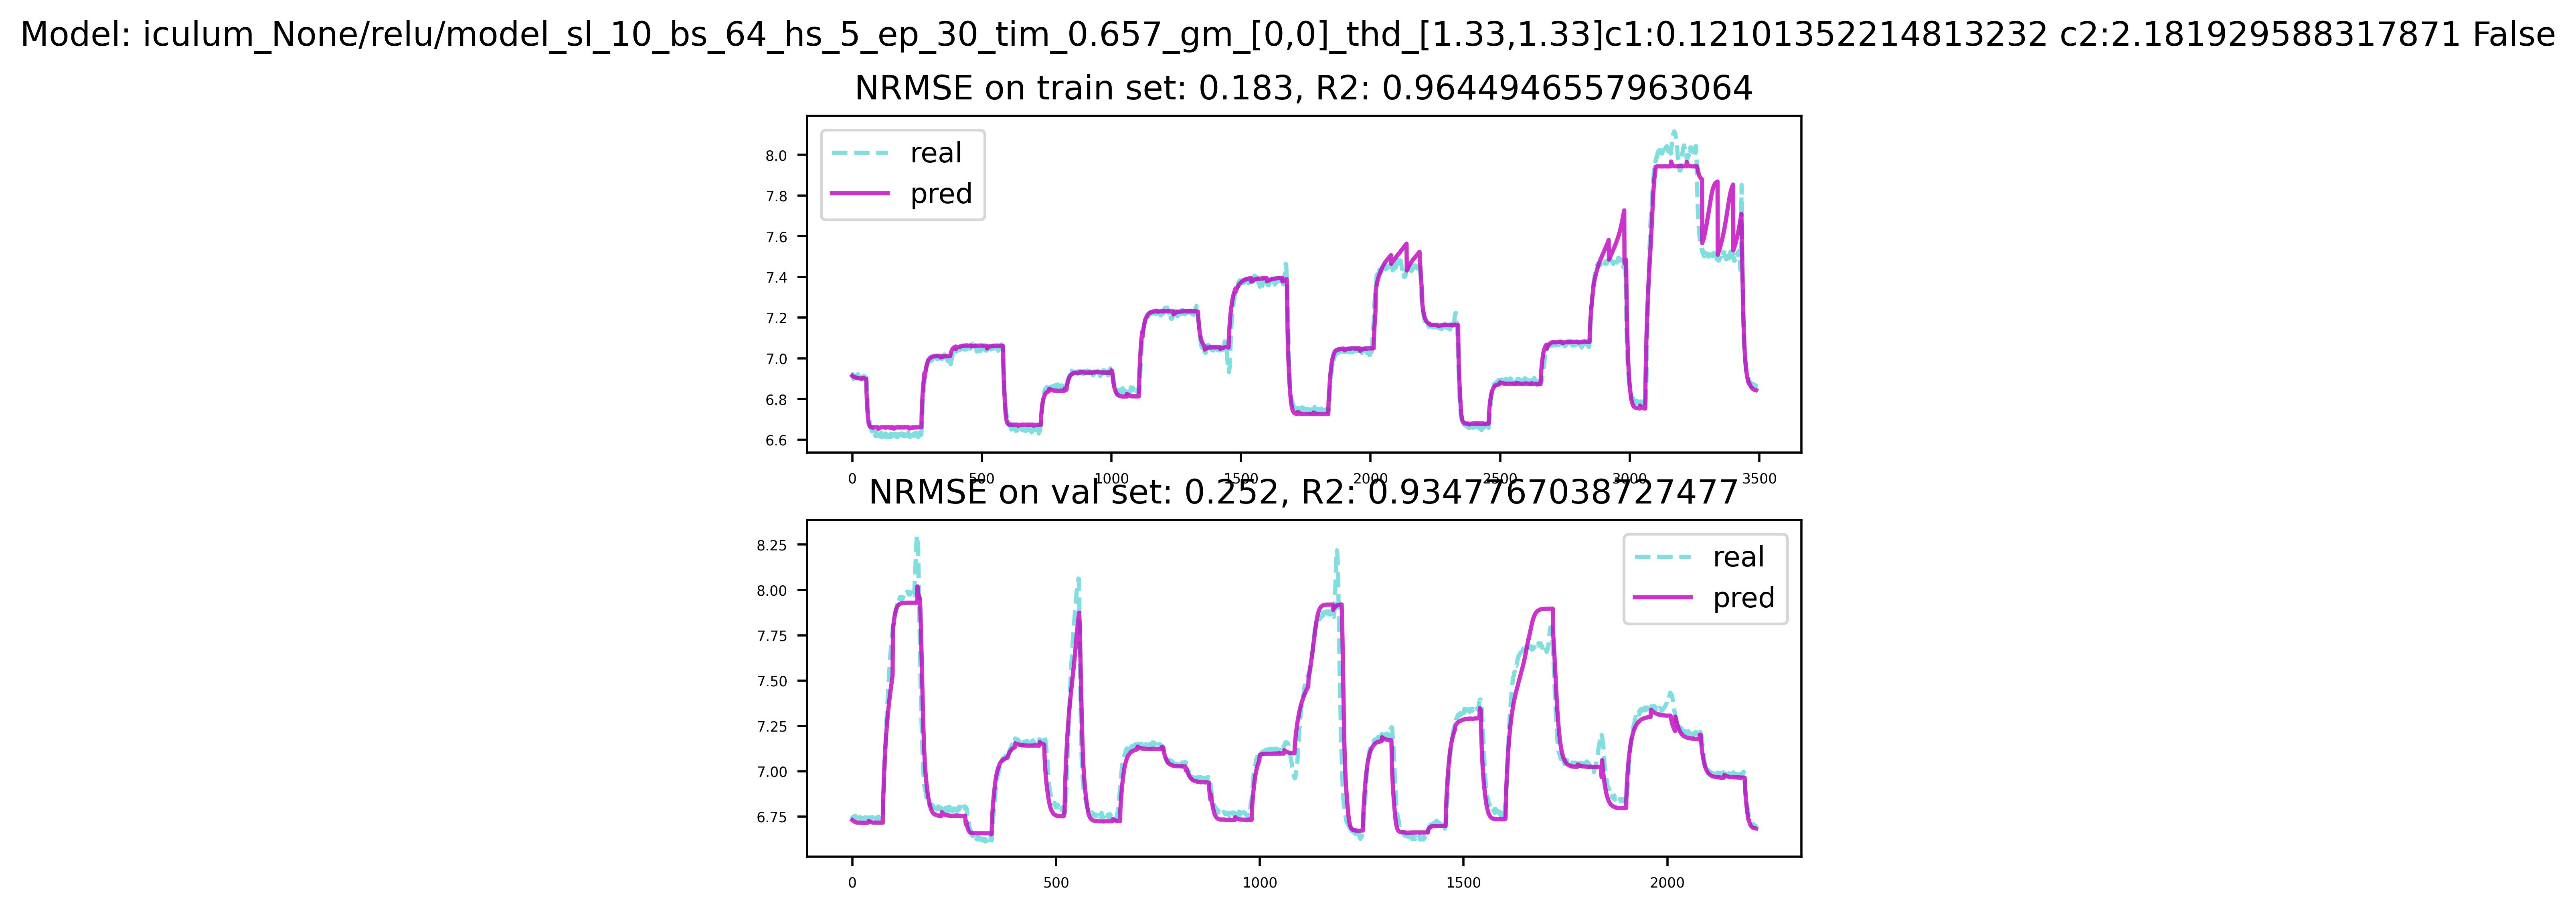 Model: iculum_None/relu/model_sl_10_bs_64_hs_5_ep_30_tim_0.657_gm_[0,0]_thd_[1.33,1.33]c1:0.12101352214813232 c2:2.181929588317871 False
NRMSE on train set: 0.183, R2: 0.9644946557963064
real
pred
8.0
7.8
7.6
7.4
7.2
7.0
6.8
6.6
0 500 1000 1500 2000 2500 3000 3500
NRMSE on val set: 0.252, R2: 0.9347767038727477
real
pred
8.25
8.00
7.75
7.50
7.25
7.00
6.75
0 500 1000 1500 2000